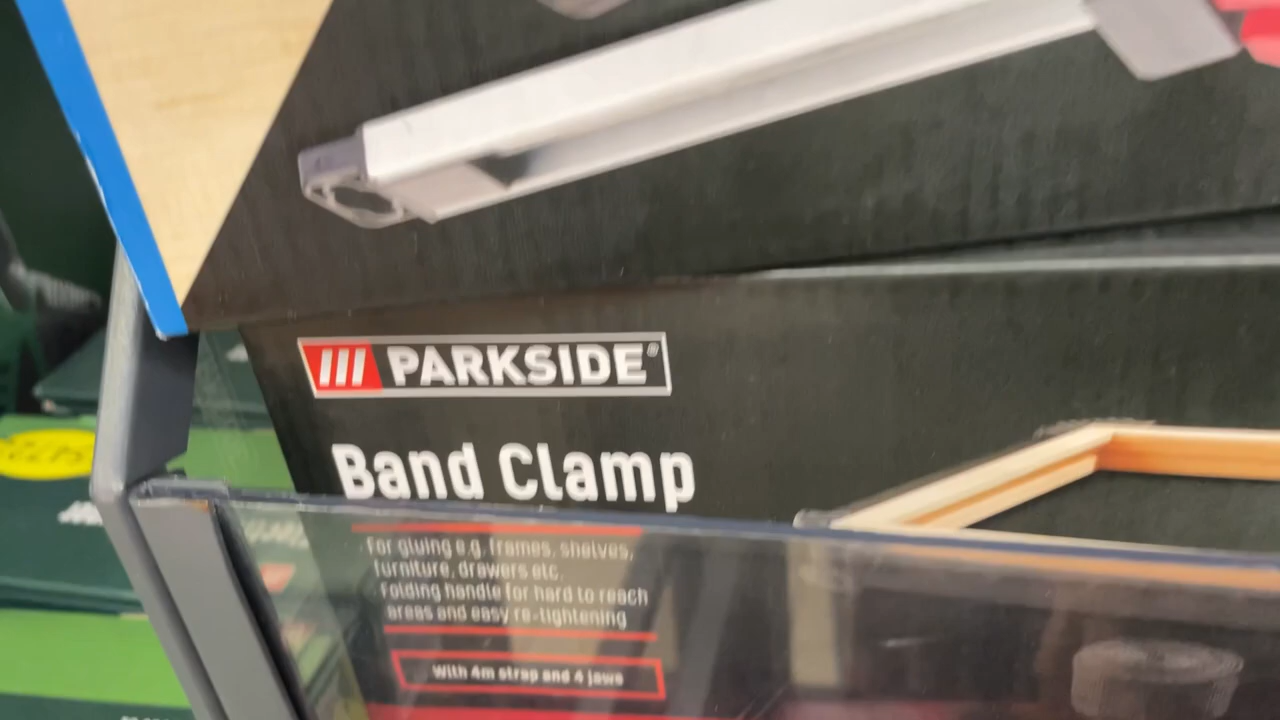 PARKSIDE®
Band Clamp
For gluing e.g. frames, shelves,
furniture, drawers etc.
Folding handle for hard to reach
areas and easy re-tightening
With 4m strap and 4 jaws